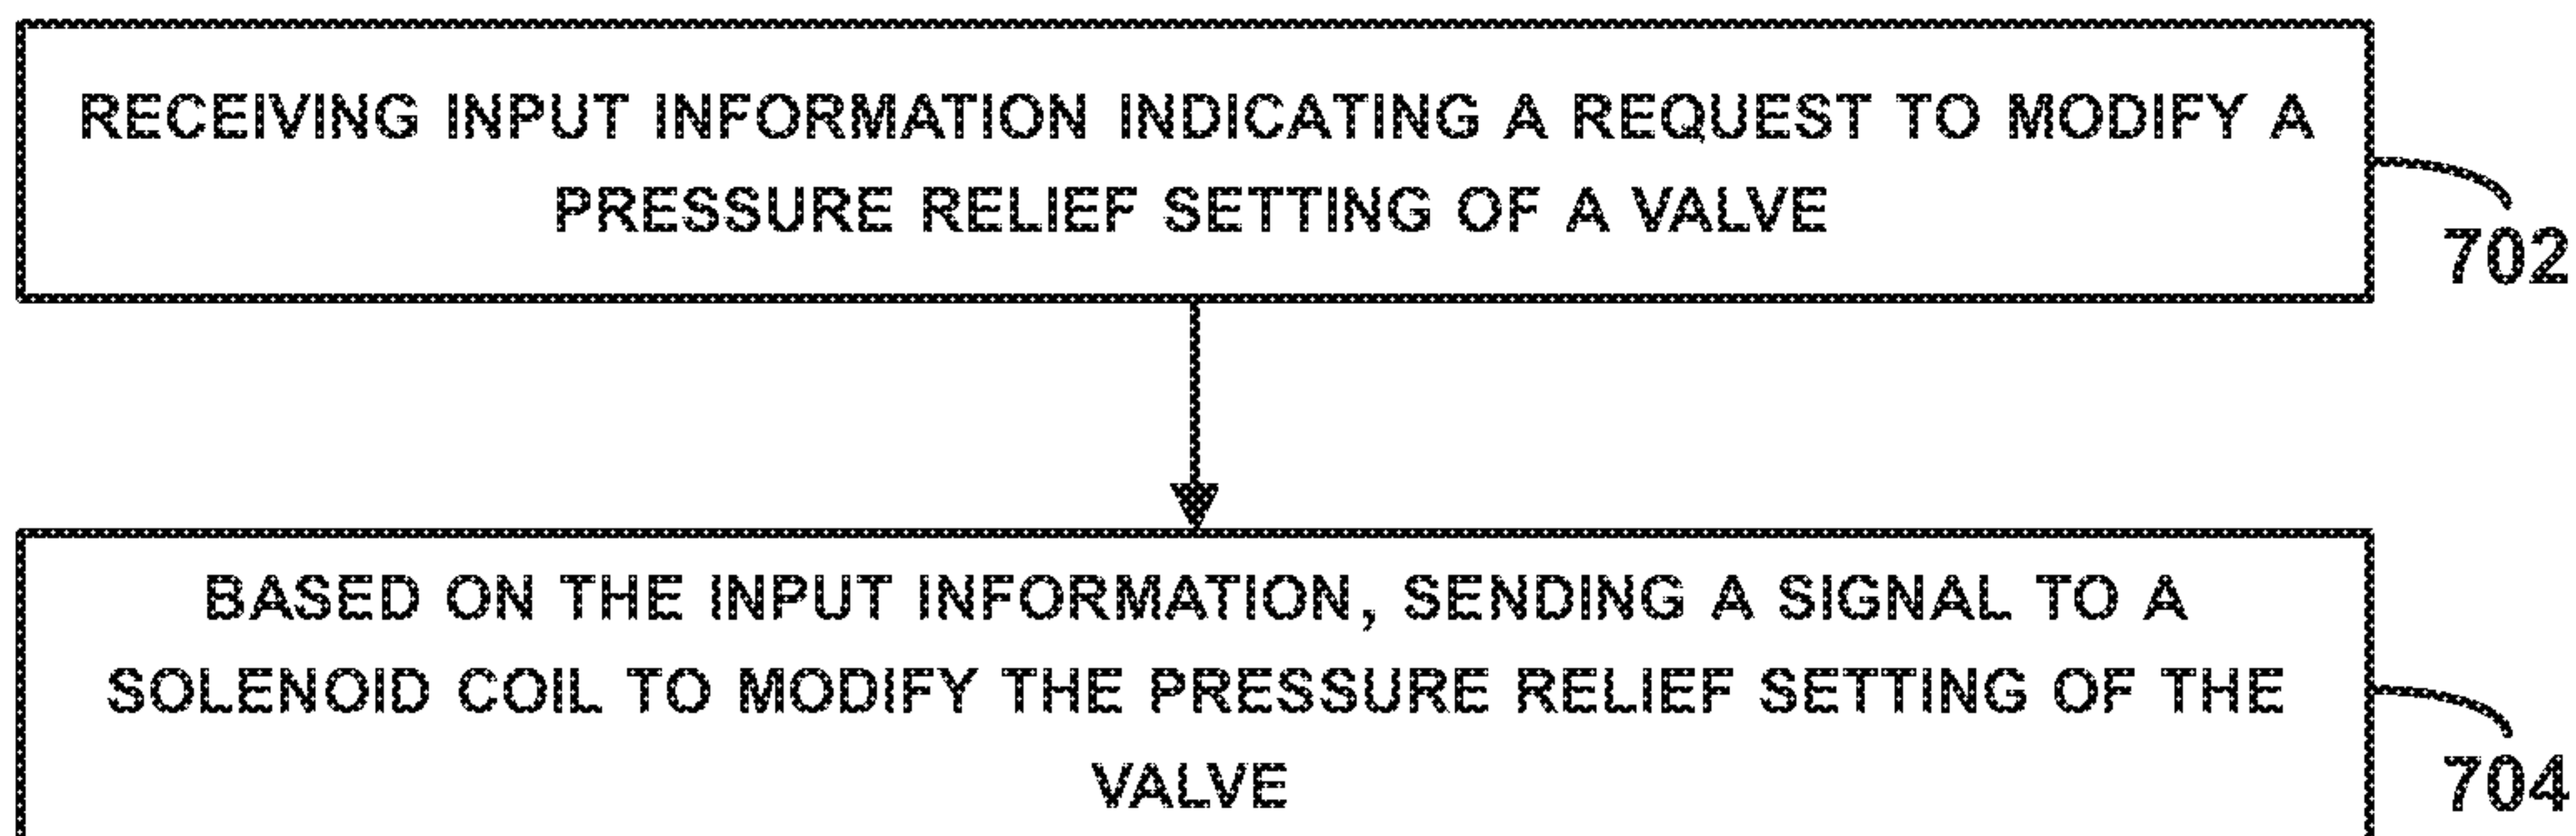 RECEIVING INPUT INFORMATION INDICATING A REQUEST TO MODIFY A
PRESSURE RELIEF SETTING OF A VALVE
702
BASED ON THE INPUT INFORMATION, SENDING A SIGNAL TO A
SOLENOID COIL TO MODIFY THE PRESSURE RELIEF SETTING OF THE
VALVE
704